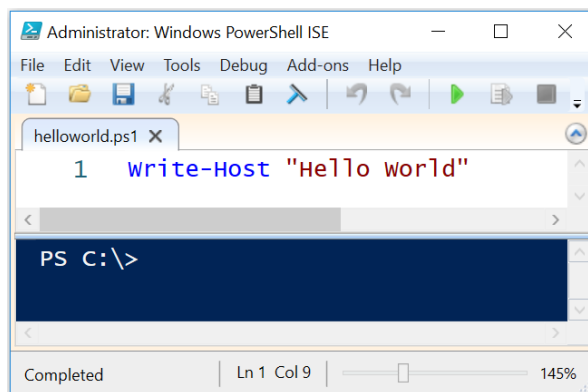 Administrator: Windows PowerShell ISE
File Edit View Tools Debug Add-ons Help
helloworld.ps1
1 Write-Host "Hello World"
PS C:\>
Completed Ln 1 Col 9 145%